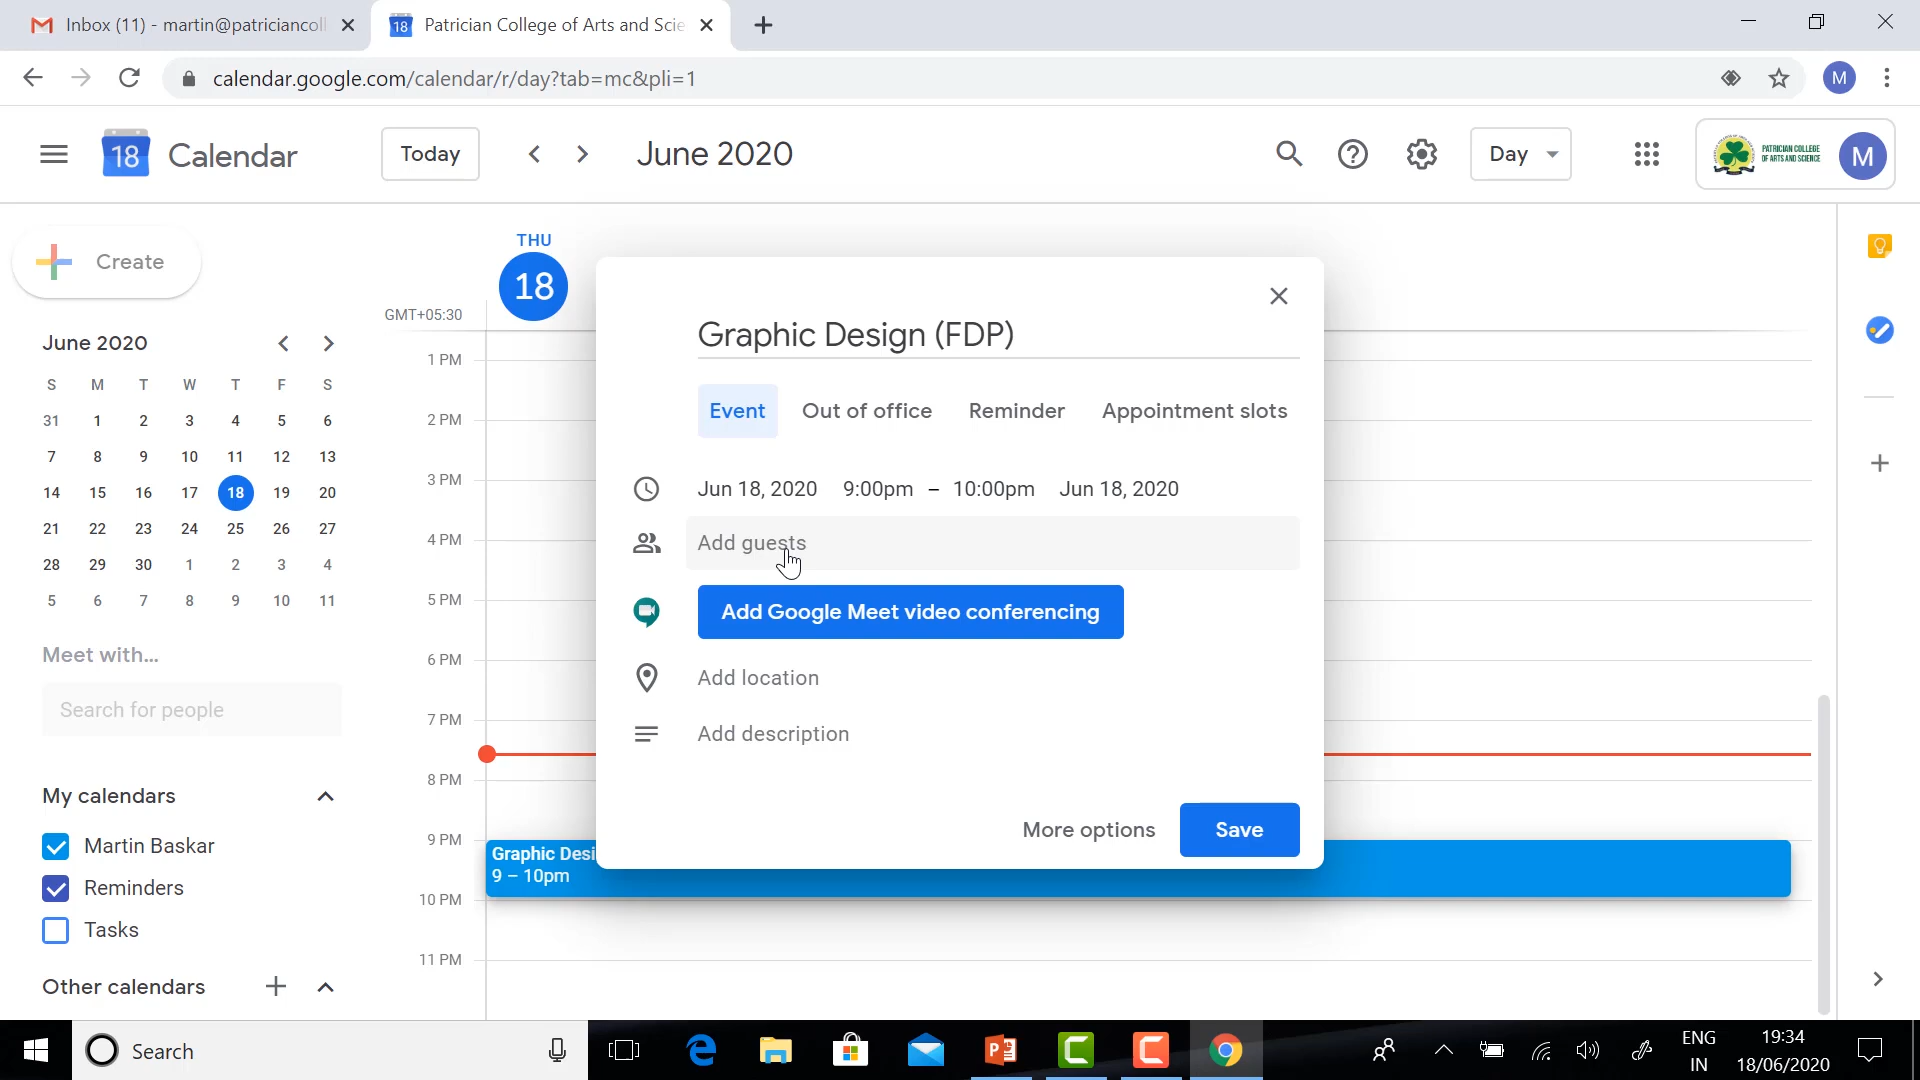 Inbox (11) - martin@patriciancoll
Patrician College of Arts and Scie
calendar.google.com/calendar/r/day?tab=mc&pli=1
M
18 Calendar
Today
June 2020
Day
PATRICIAN COLLEGE
OF ARTS AND SCIENCE
M
Create
THU
18
GMT+05:30
June 2020
S M T W T F S
31 1 2 3 4 5 6
7 8 9 10 11 12 13
14 15 16 17 18 19 20
21 22 23 24 25 26 27
28 29 30 1 2 3 4
5 6 7 8 9 10 11
Meet with...
Search for people
My calendars
Martin Baskar
Reminders
Tasks
Other calendars
1 PM
2 PM
3 PM
4 PM
5 PM
6 PM
7 PM
8 PM
9 PM
10 PM
11 PM
Graphic Desi
9 – 10pm
Graphic Design (FDP)
Event Out of office Reminder Appointment slots
Jun 18, 2020 9:00pm – 10:00pm Jun 18, 2020
Add guests
Add Google Meet video conferencing
Add location
Add description
More options Save
Search
ENG
IN
19:34
18/06/2020